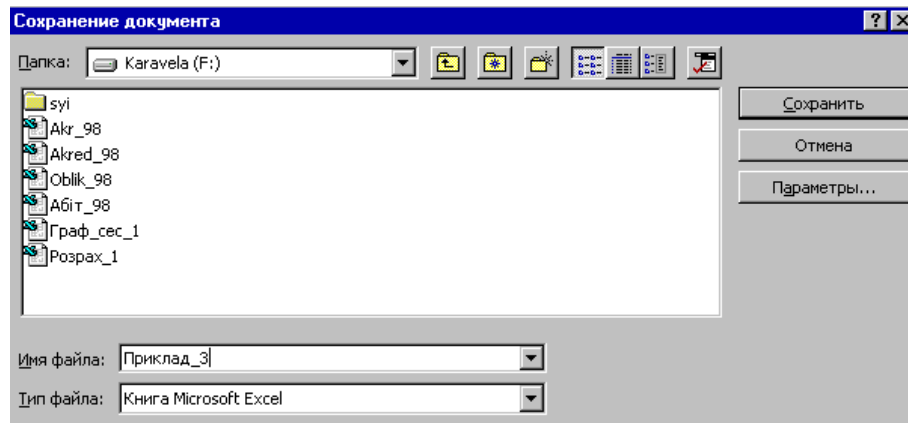 Сохранение документа
Папка: Karavela (F:)
syi
Akr_98
Akred_98
Oblik_98
Абіт_98
Граф_сес_1
Розрах_1
Сохранить
Отмена
Параметры...
Имя файла: Приклад_3
Тип файла: Книга Microsoft Excel